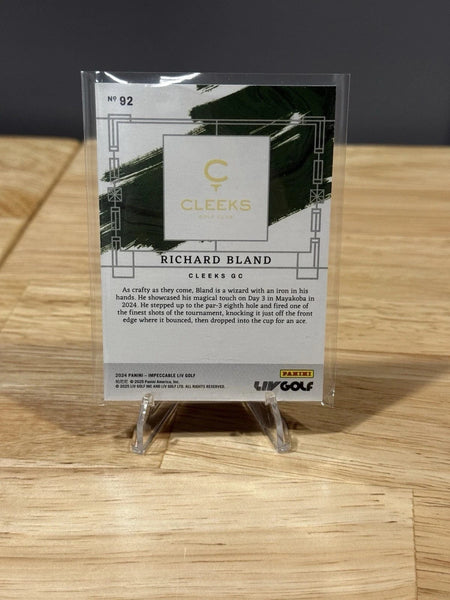 Nº 92
C
CLEEKS
GOLF CLUB
RICHARD BLAND
CLEEKS GC
As crafty as they come, Bland is a wizard with an iron in his
hands. He showcased his magical touch on Day 3 in Mayakoba in
2024. He stepped up to the par-3 eighth hole and fired one of
the finest shots of the tournament, knocking it just off the front
edge where it bounced, then dropped into the cup for an ace.
2024 PANINI – IMPECCABLE LIV GOLF
© 2025 Panini America, Inc.
© 2025 LIV GOLF INC AND LIV GOLF LTD. ALL RIGHTS RESERVED.
PANINI
LIV GOLF